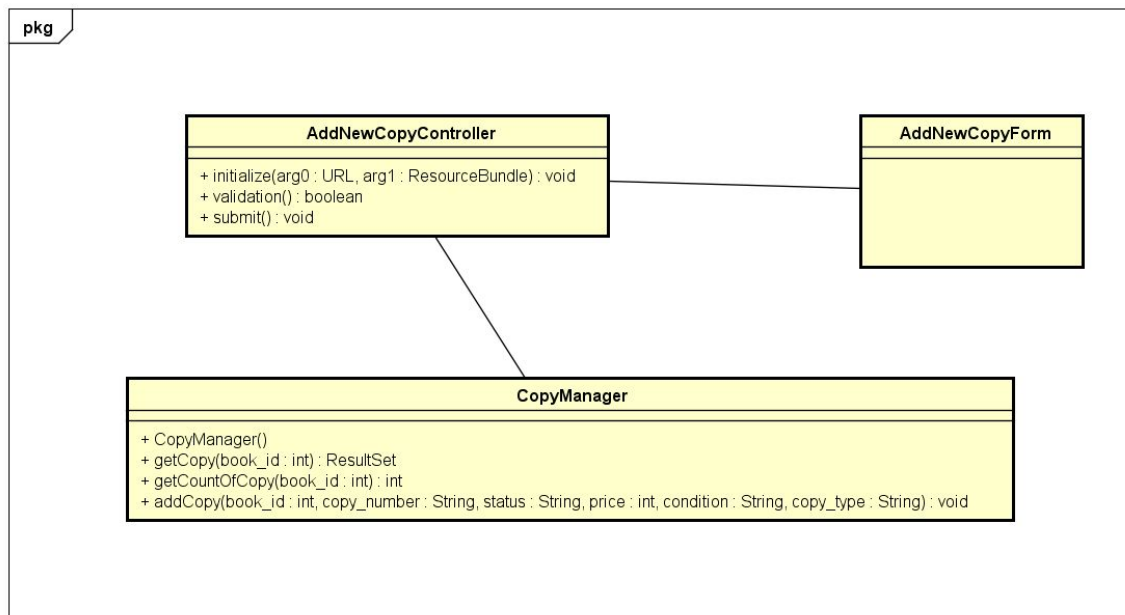 pkg
AddNewCopyController
+ initialize(arg0 : URL, arg1 : ResourceBundle) : void
+ validation() : boolean
+ submit() : void
AddNewCopyForm
CopyManager
+ CopyManager()
+ getCopy(book_id : int) : ResultSet
+ getCountOfCopy(book_id : int) : int
+ addCopy(book_id : int, copy_number : String, status : String, price : int, condition : String, copy_type : String) : void